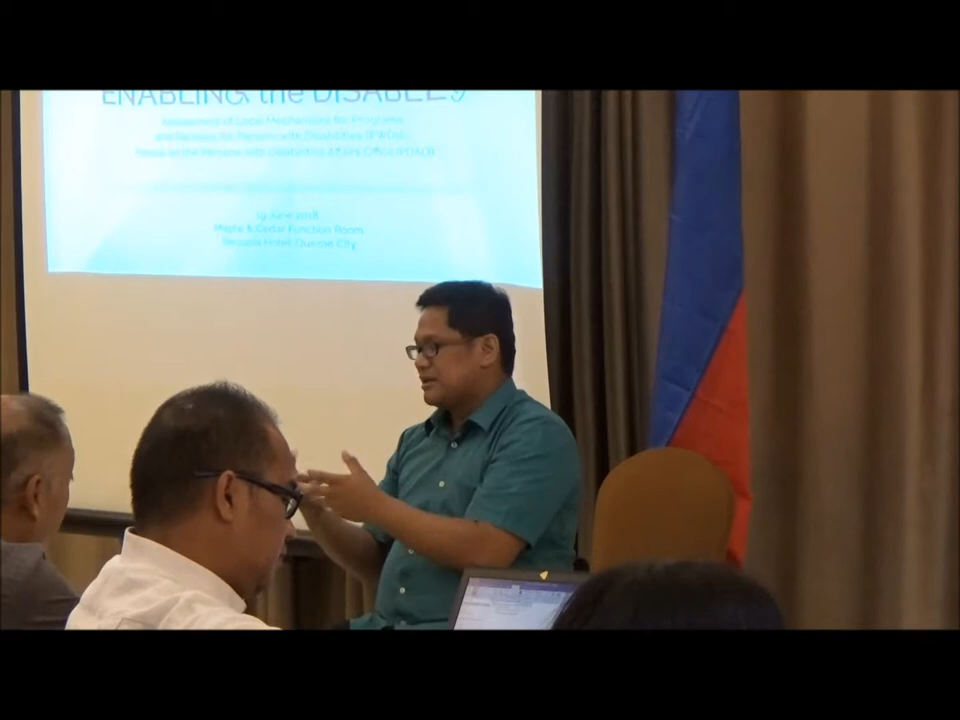 ENABLING the DISABLED
Assessment of Local Mechanisms for Programs
and Services for Persons with Disabilities (PWDs):
Focus on the Persons with Disability Affairs Office (PDAO)
19 June 2018
Maple & Cedar Function Room
Sequoia Hotel, Quezon City